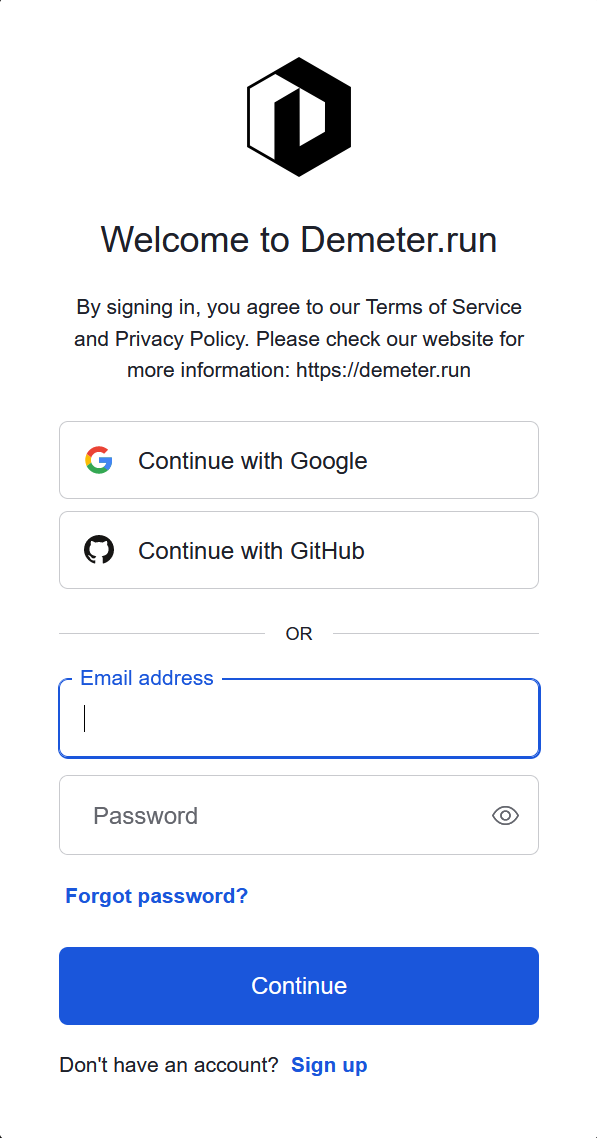 Welcome to Demeter.run
By signing in, you agree to our Terms of Service
and Privacy Policy. Please check our website for
more information: https://demeter.run
Continue with Google
Continue with GitHub
OR
Email address
Password
Forgot password?
Continue
Don't have an account? Sign up